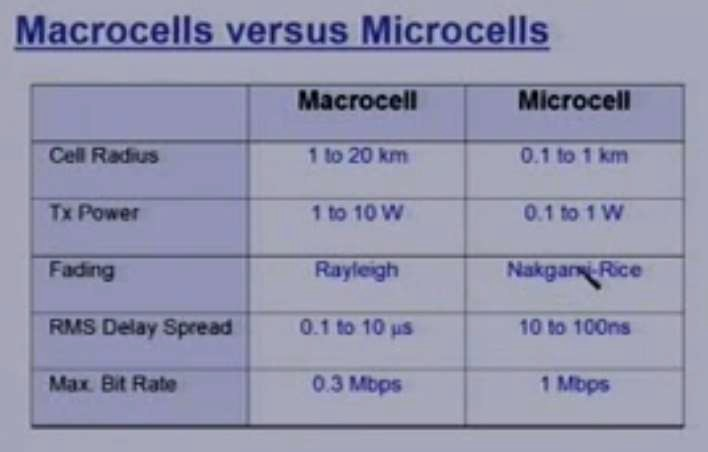 Macrocells versus Microcells
Macrocell Microcell
Cell Radius 1 to 20 km 0.1 to 1 km
Tx Power 1 to 10 W 0.1 to 1 W
Fading Rayleigh Nakgami-Rice
RMS Delay Spread 0.1 to 10 μs 10 to 100ns
Max. Bit Rate 0.3 Mbps 1 Mbps